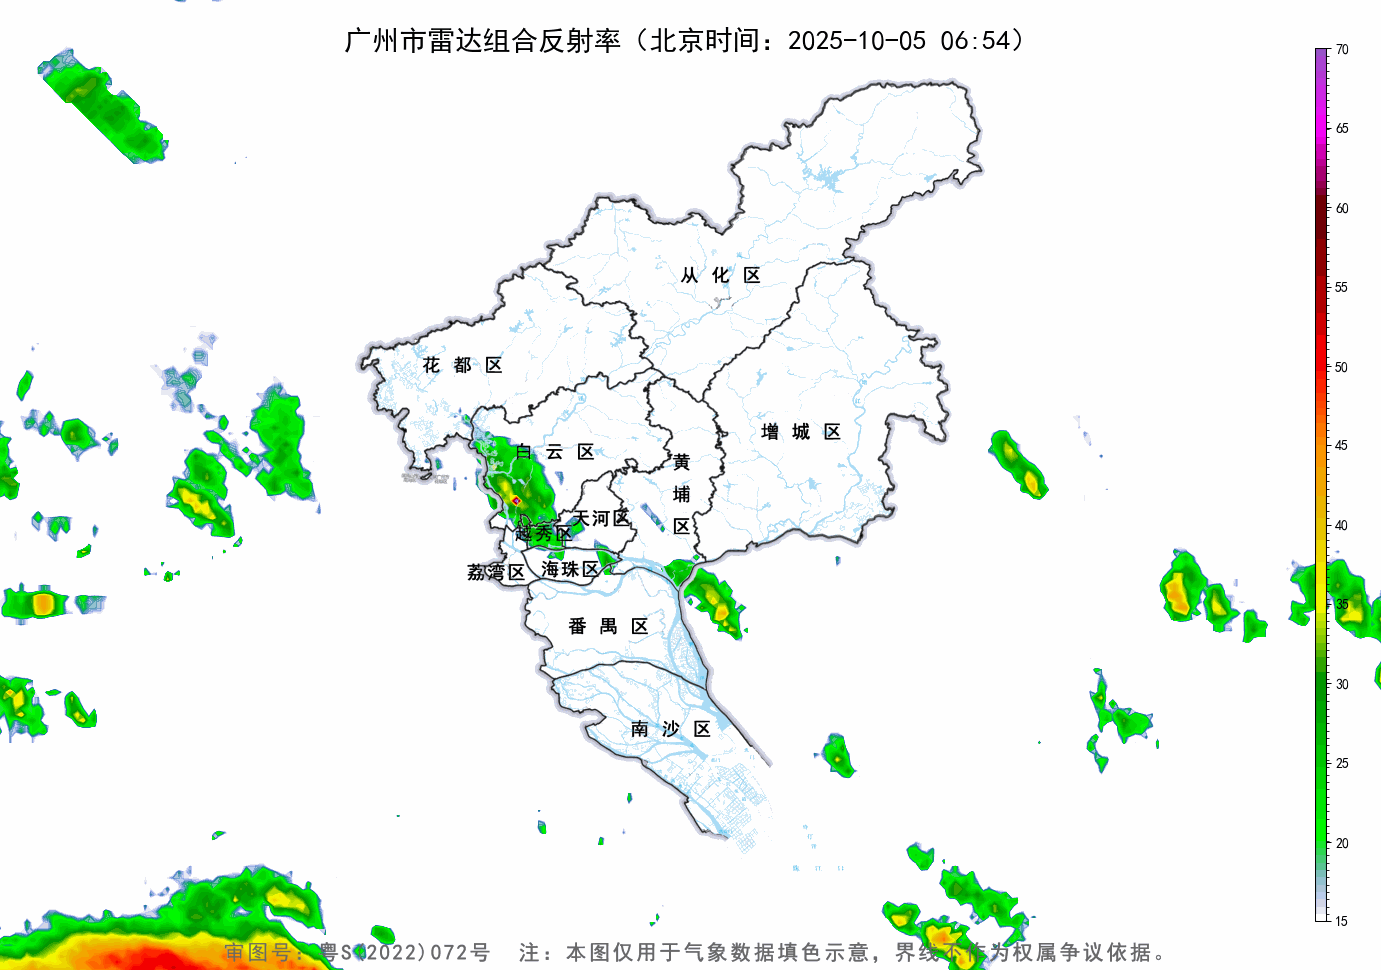 广州市雷达组合反射率（北京时间：2025-10-05 06:54）
70
65
60
55
50
45
40
35
30
25
20
15
从化区
花都区
增城区
白云区
黄埔区
天河区
越秀区
荔湾区
海珠区
番禺区
南沙区
审图号：粤S(2022)072号 注：本图仅用于气象数据填色示意，界线不作为权属争议依据。